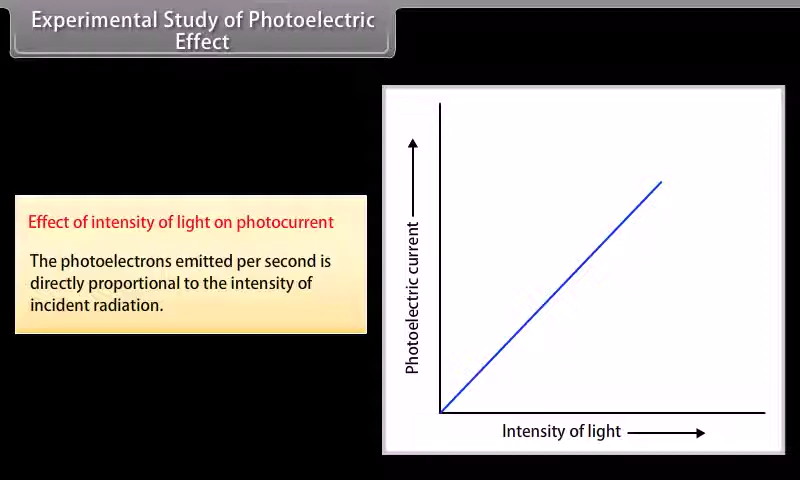 Experimental Study of Photoelectric
Effect
Effect of intensity of light on photocurrent
The photoelectrons emitted per second is
directly proportional to the intensity of
incident radiation.
Photoelectric current
Intensity of light